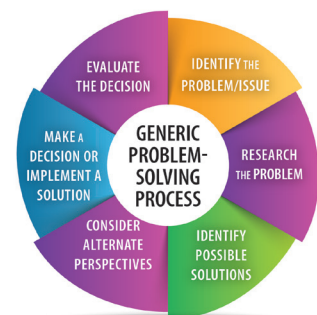 GENERIC
PROBLEM-
SOLVING
PROCESS
IDENTIFY THE
PROBLEM/ISSUE
RESEARCH
THE PROBLEM
IDENTIFY
POSSIBLE
SOLUTIONS
CONSIDER
ALTERNATE
PERSPECTIVES
MAKE A
DECISION OR
IMPLEMENT A
SOLUTION
EVALUATE
THE DECISION